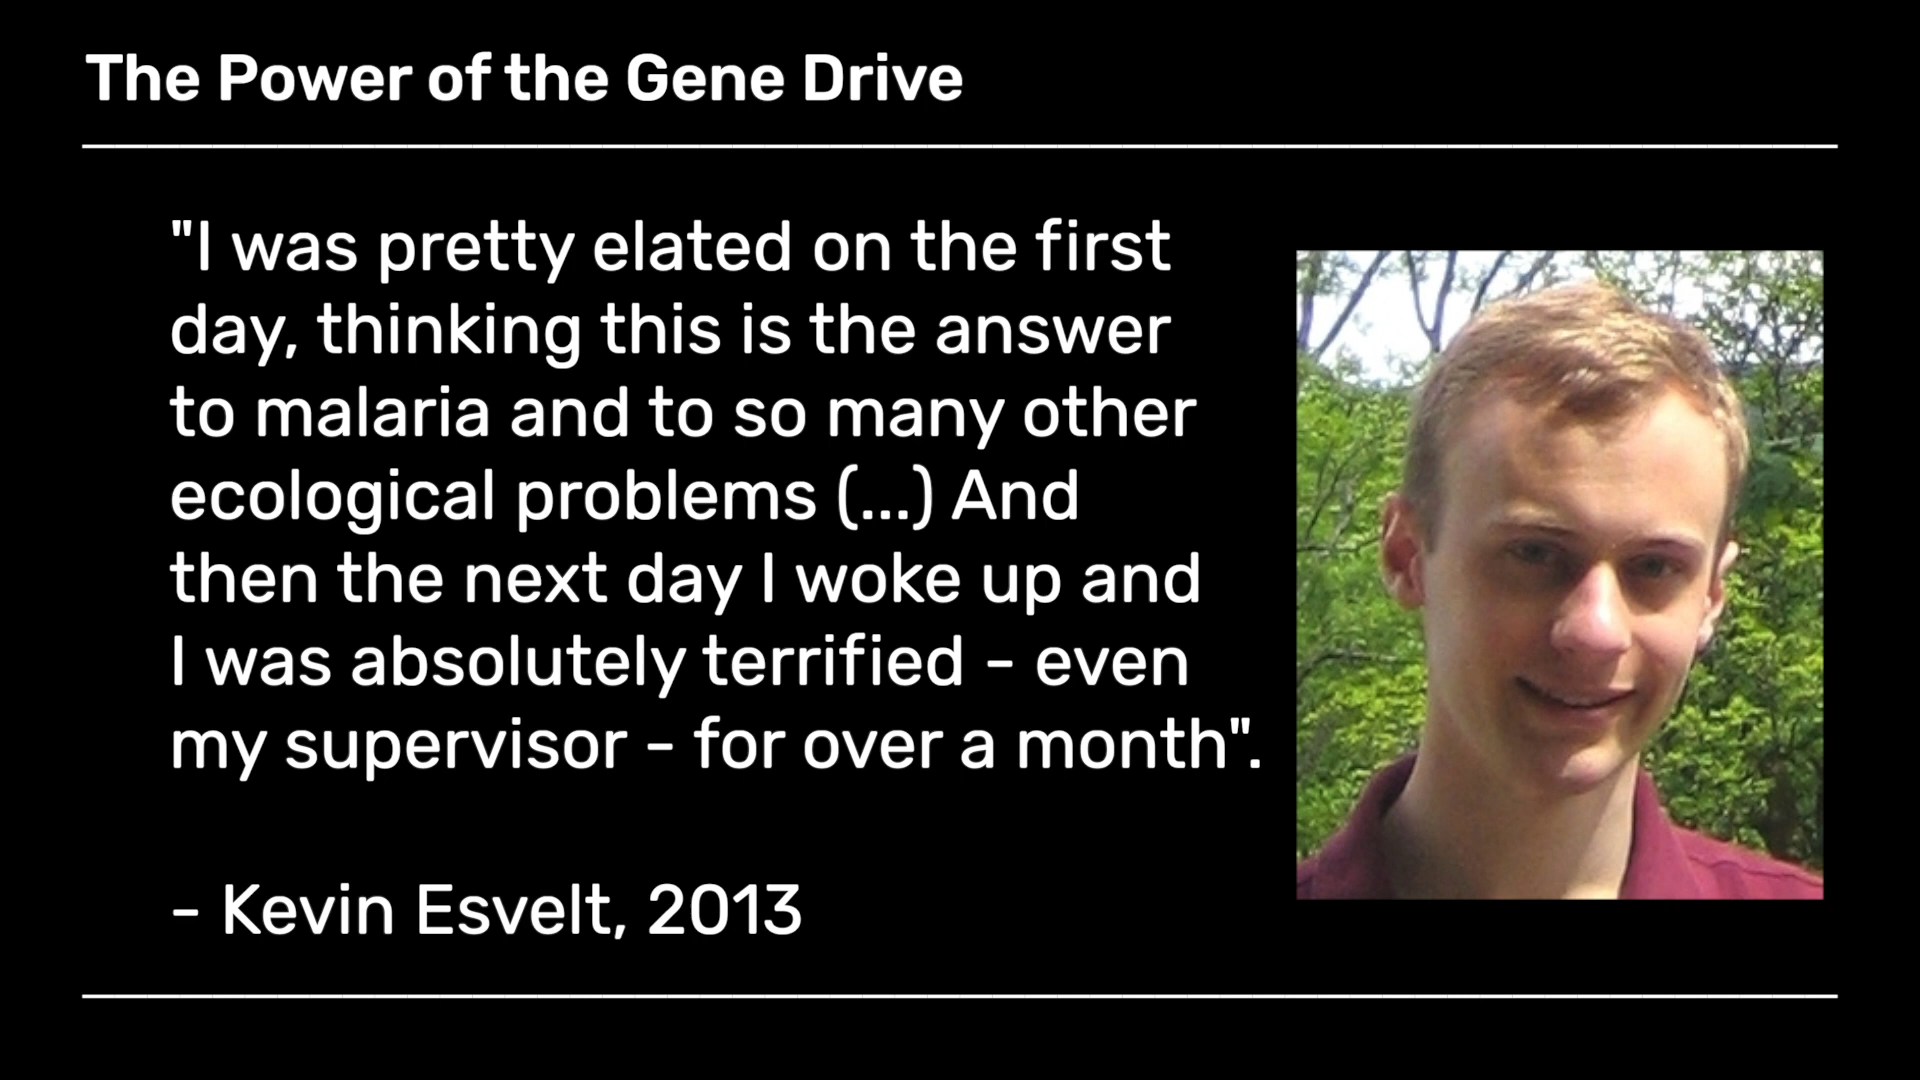 The Power of the Gene Drive
"I was pretty elated on the first
day, thinking this is the answer
to malaria and to so many other
ecological problems (...) And
then the next day I woke up and
I was absolutely terrified - even
my supervisor - for over a month".
- Kevin Esvelt, 2013